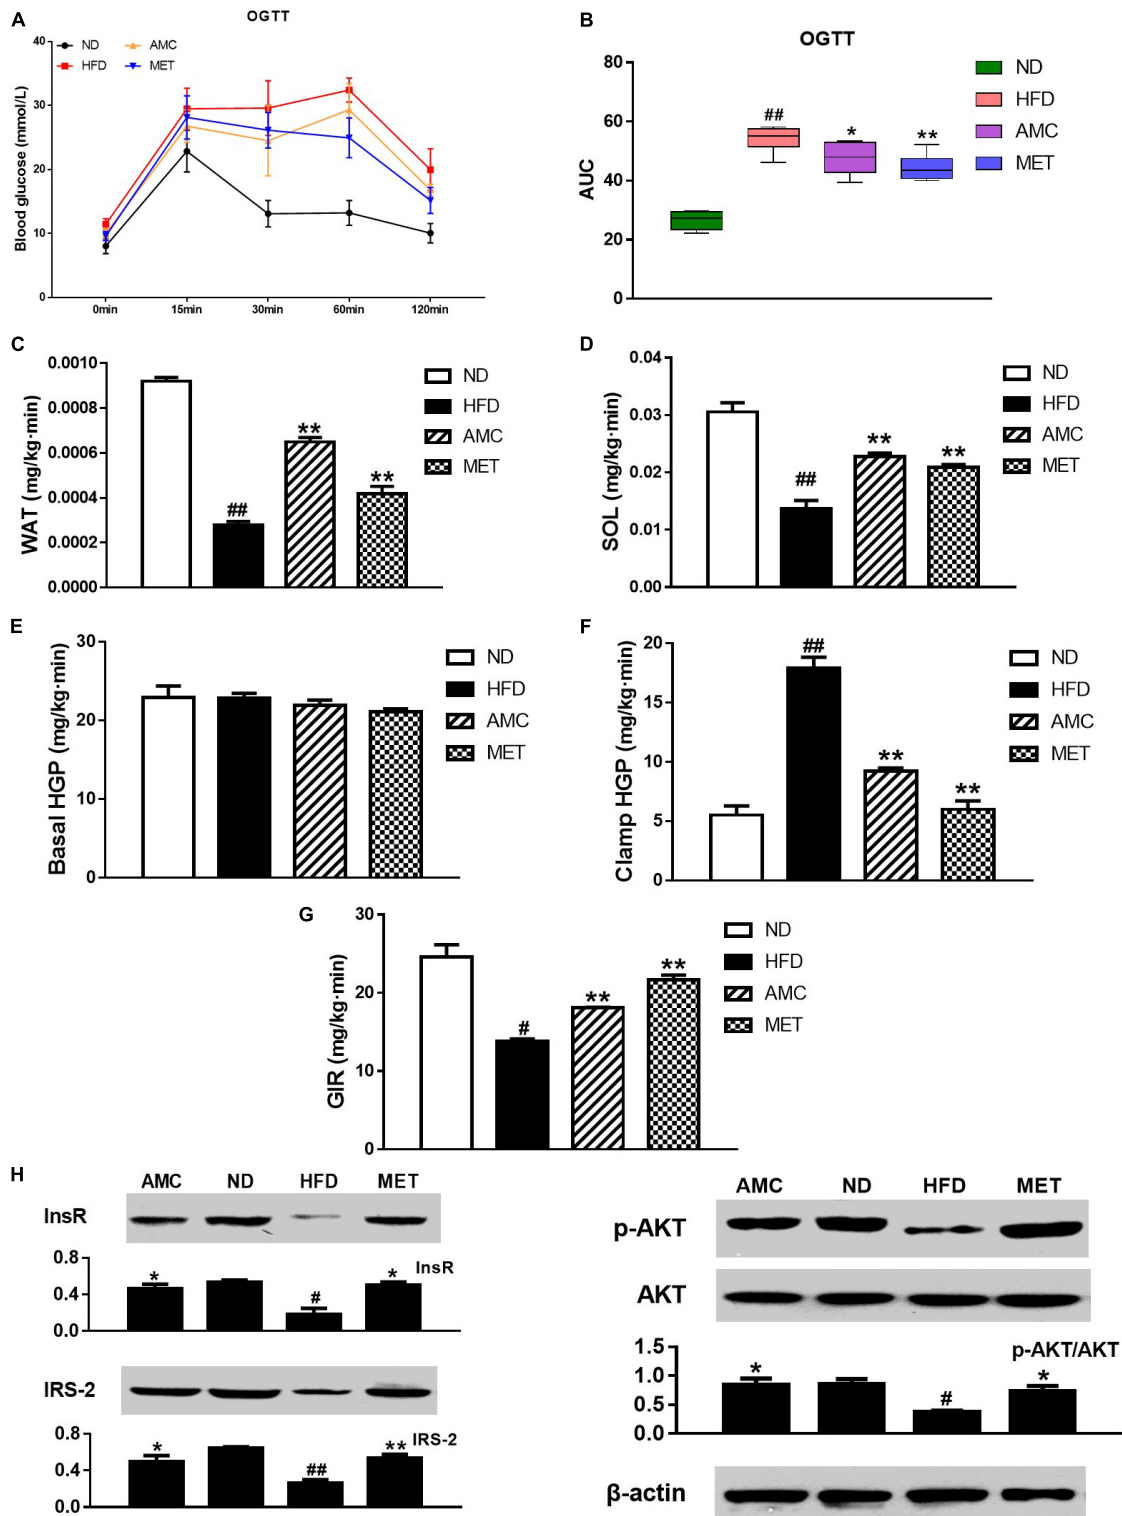 A
OGTT
ND
AMC
HFD
MET
Blood glucose (mmol/L)
40
30
20
10
0
0min
15min
30min
60min
120min
B
OGTT
AUC
80
60
40
20
0
##
*
**
ND
HFD
AMC
MET
C
WAT (mg/kg·min)
0.0010
0.0008
0.0006
0.0004
0.0002
0.0000
##
**
**
ND
HFD
AMC
MET
D
SOL (mg/kg·min)
0.04
0.03
0.02
0.01
0.00
##
**
**
ND
HFD
AMC
MET
E
Basal HGP (mg/kg·min)
30
20
10
0
ND
HFD
AMC
MET
F
Clamp HGP (mg/kg·min)
20
15
10
5
0
##
**
**
ND
HFD
AMC
MET
G
GIR (mg/kg·min)
30
20
10
0
#
**
**
ND
HFD
AMC
MET
H
AMC ND HFD MET
InsR
0.8
0.4
0.0
*
#
*
InsR
IRS-2
0.8
0.4
0.0
*
##
**
IRS-2
AMC ND HFD MET
p-AKT
AKT
1.5
1.0
0.5
0.0
*
#
*
p-AKT/AKT
β-actin